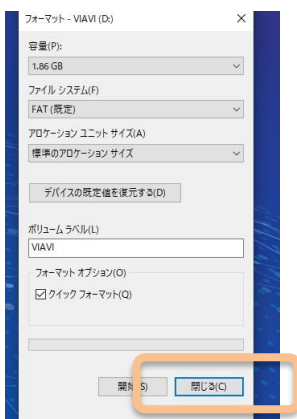 フォーマット - VIAVI (D:)
容量(P):
1.86 GB
ファイル システム(F)
FAT (既定)
アロケーション ユニット サイズ(A)
標準のアロケーション サイズ
デバイスの既定値を復元する(D)
ボリューム ラベル(L)
VIAVI
フォーマット オプション(O)
クイック フォーマット(Q)
開始(S) 閉じる(C)